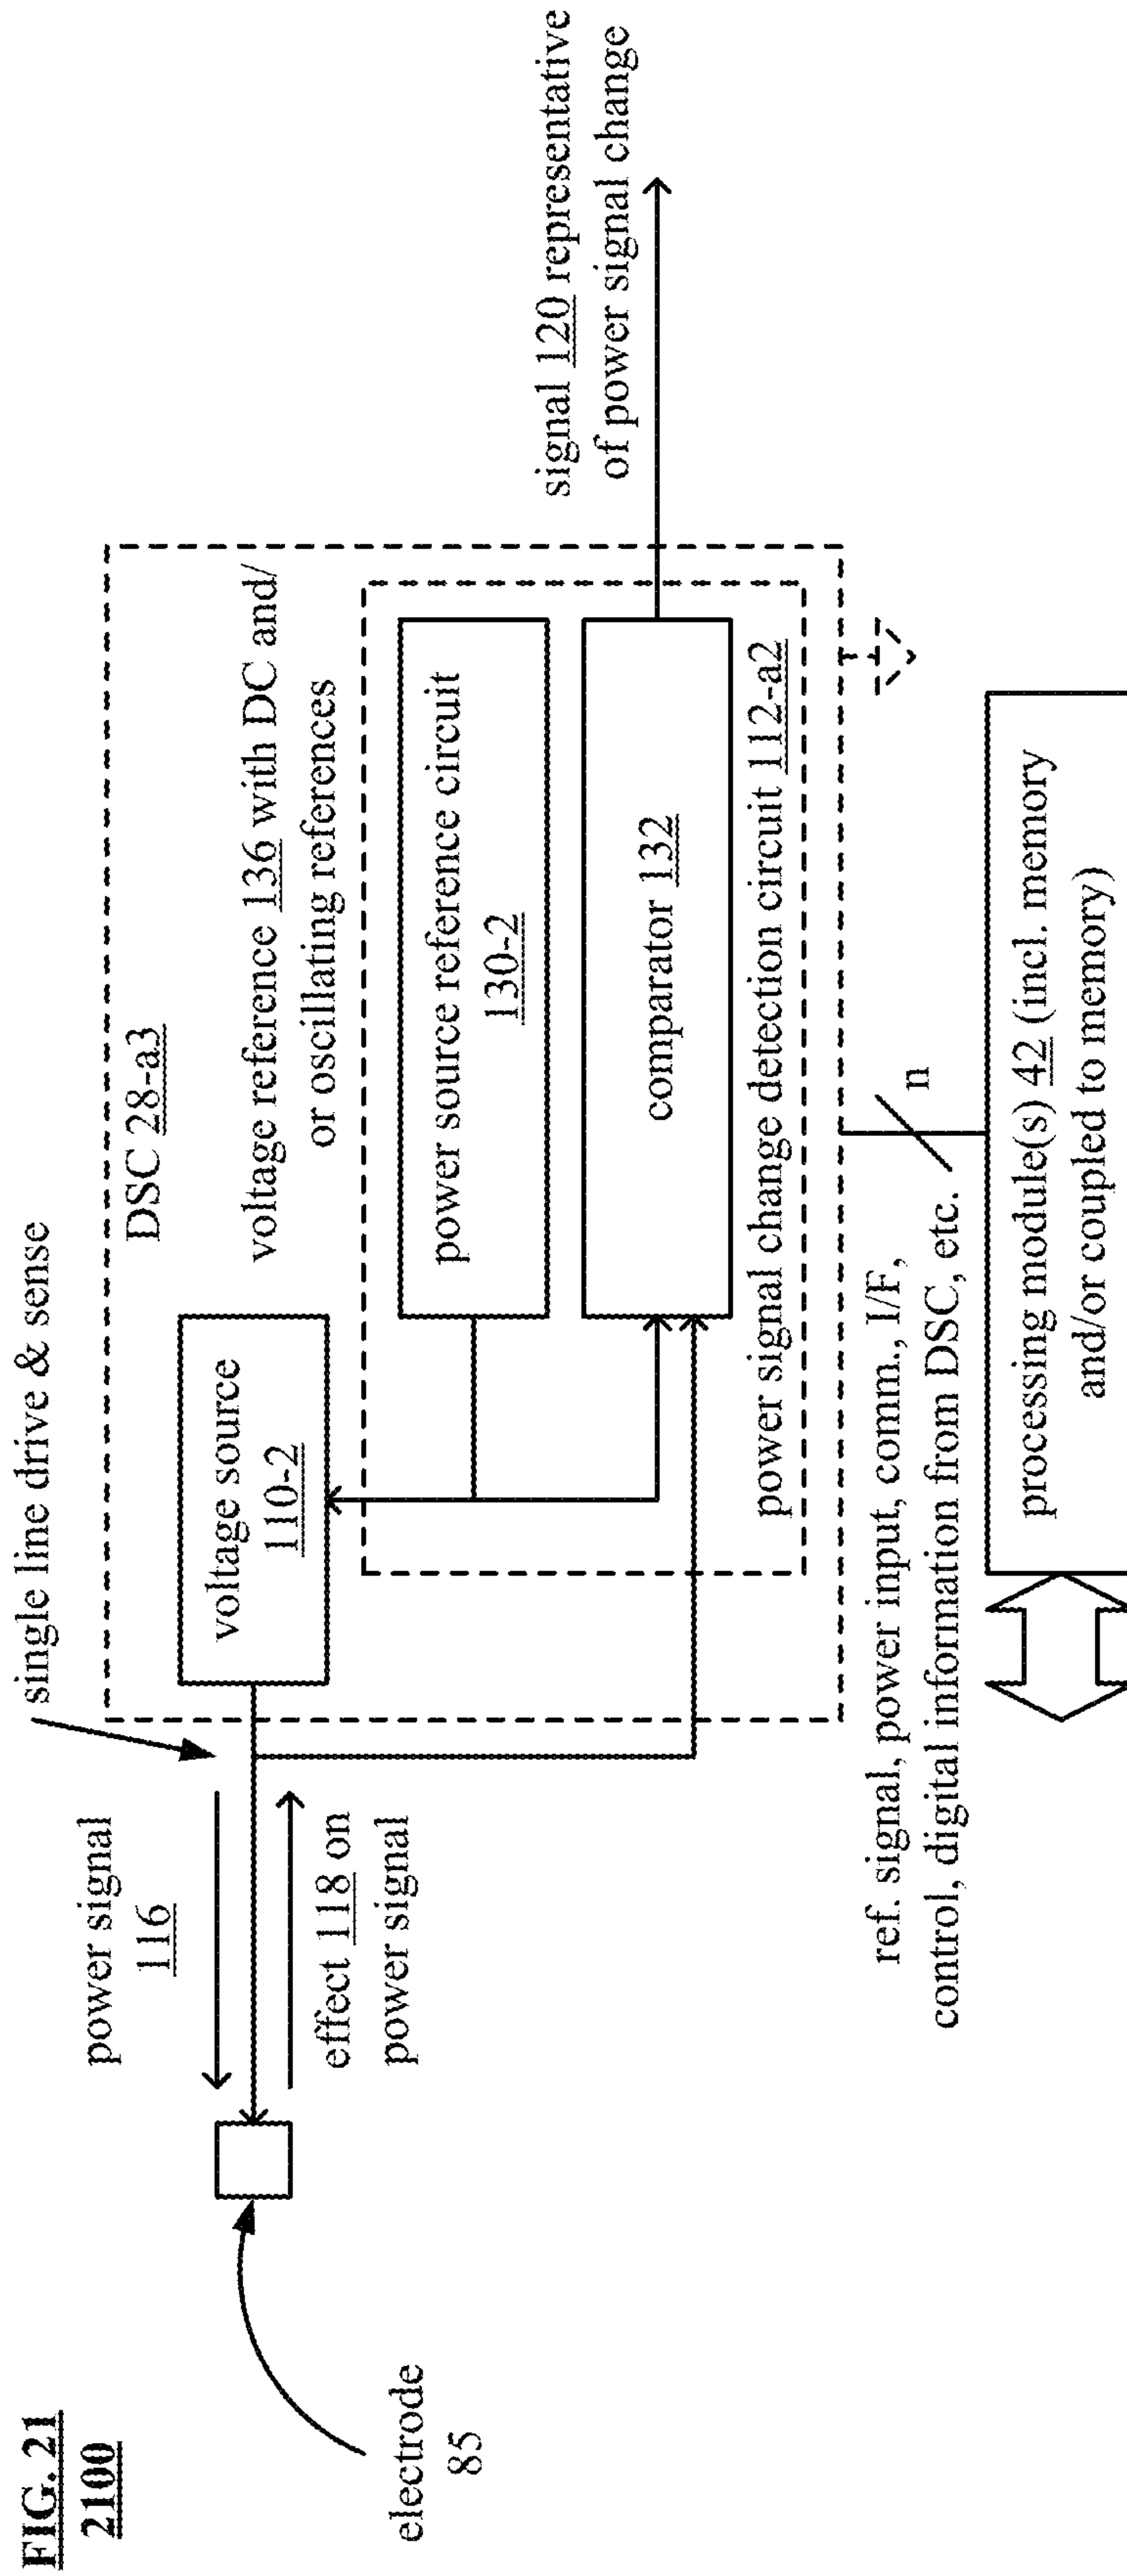 FIG. 21
2100
single line drive & sense
power signal
116
effect 118 on
power signal
electrode
85
DSC 28-a3
voltage source
110-2
voltage reference 136 with DC and/
or oscillating references
power source reference circuit
130-2
comparator 132
power signal change detection circuit 112-a2
signal 120 representative
of power signal change
ref. signal, power input, comm., I/F,
control, digital information from DSC, etc.
n
processing module(s) 42 (incl. memory
and/or coupled to memory)